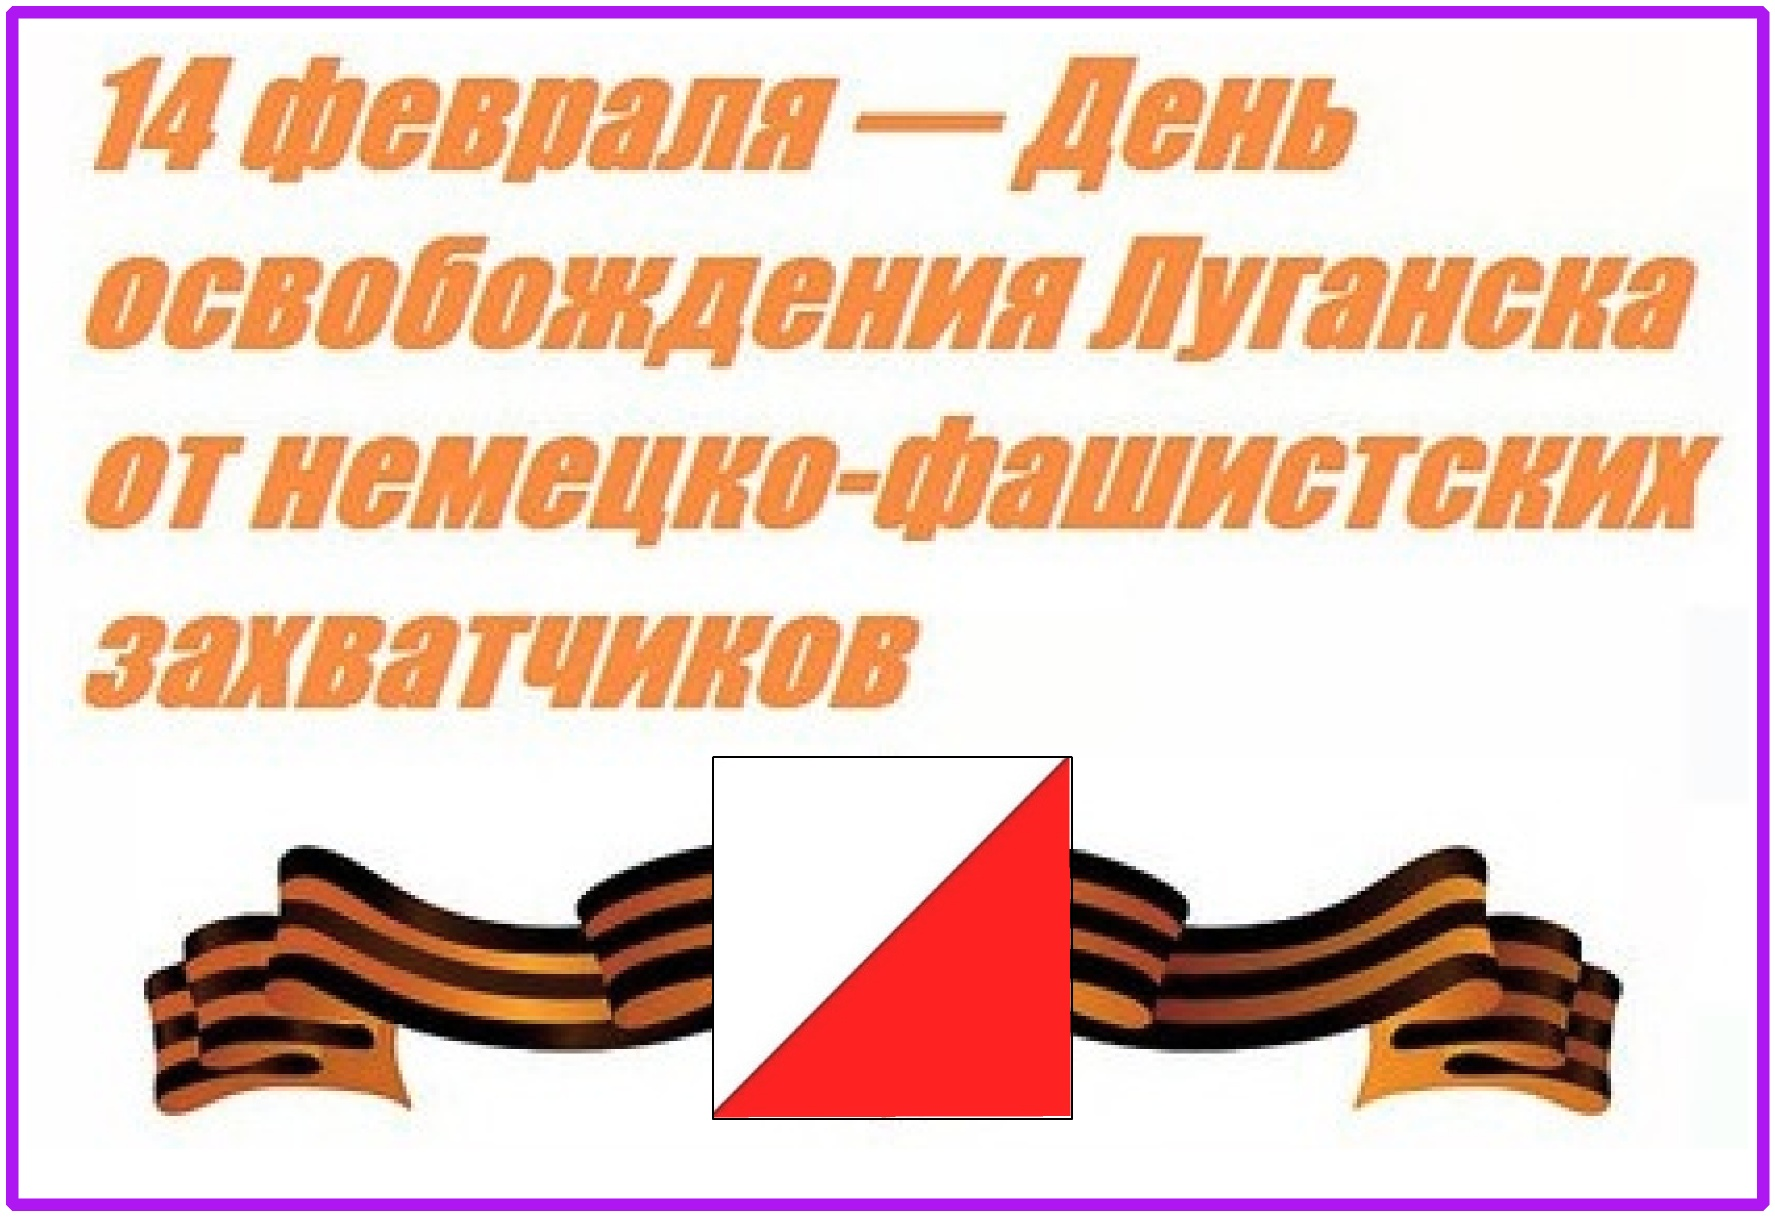 14 февраля — День
освобождения Луганска
от немецко-фашистских
захватчиков